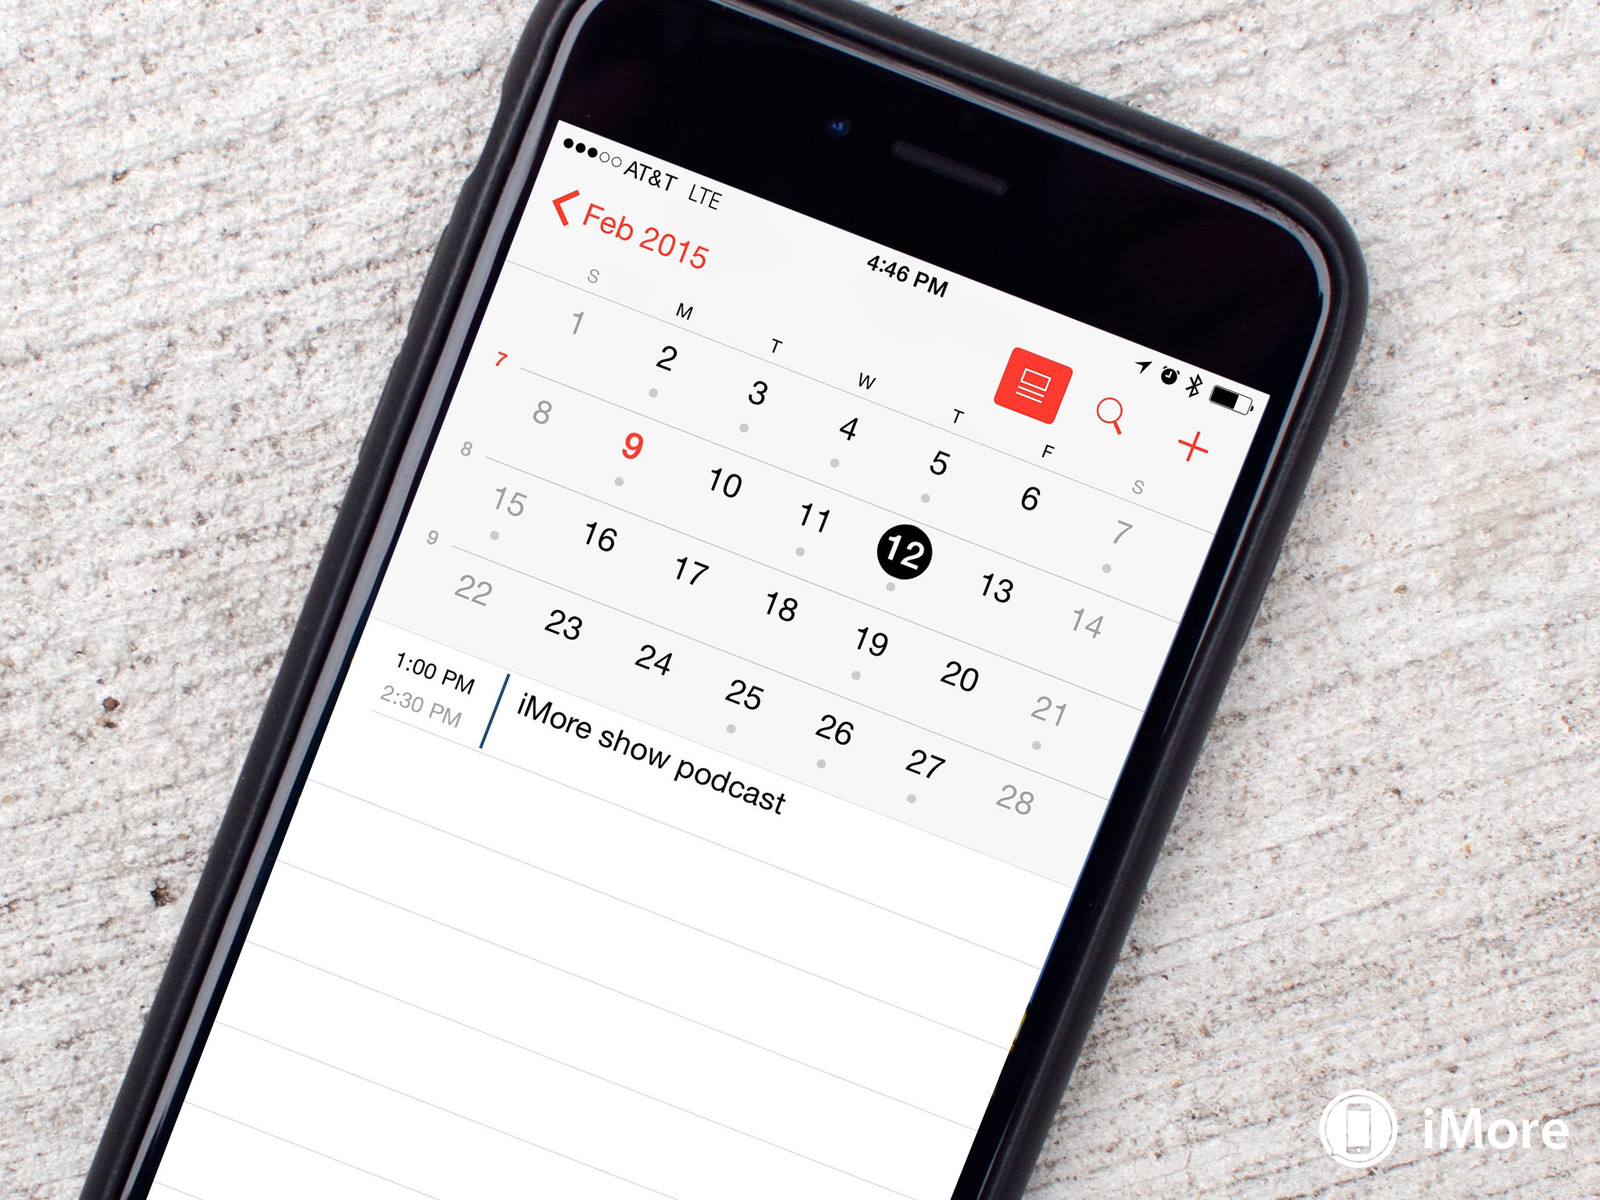 AT&T LTE
4:46 PM
Feb 2015
S M T W T F S
1 2 3 4 5 6 7
7 8 9 10 11 12 13 14
8 15 16 17 18 19 20 21
9 22 23 24 25 26 27 28
1:00 PM iMore show podcast
2:30 PM
iMore